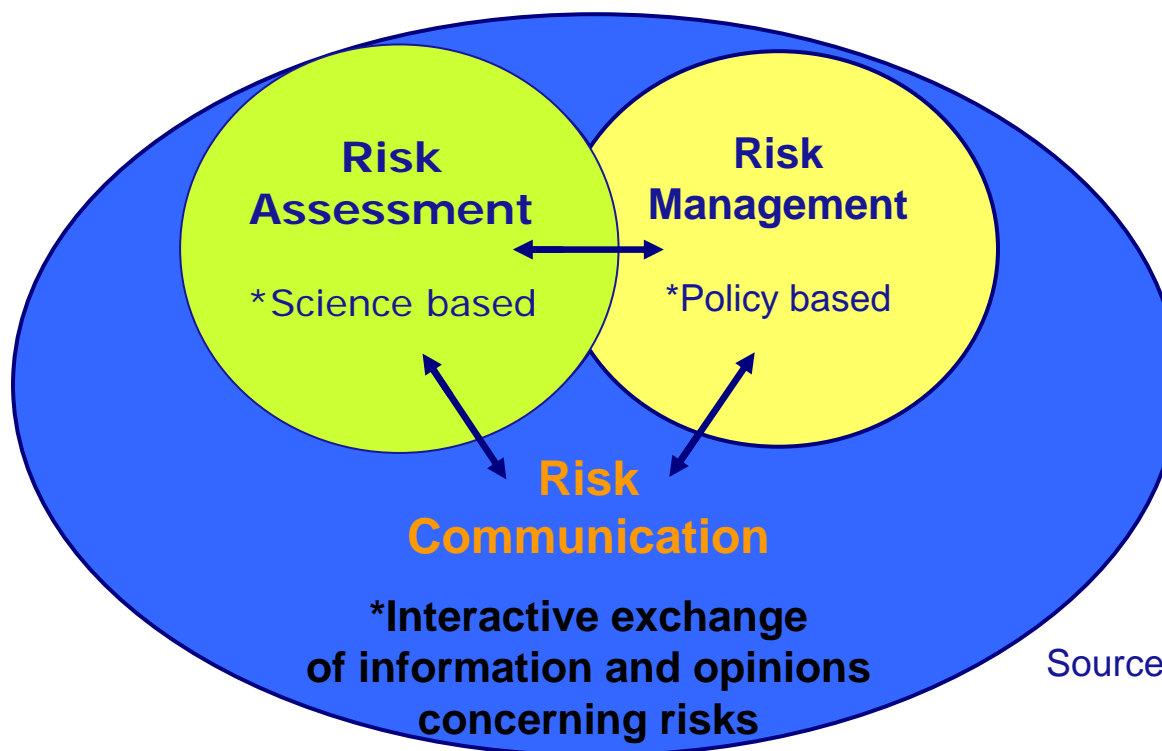 Risk
Assessment
*Science based
Risk
Management
*Policy based
Risk
Communication
*Interactive exchange
of information and opinions
concerning risks
Source